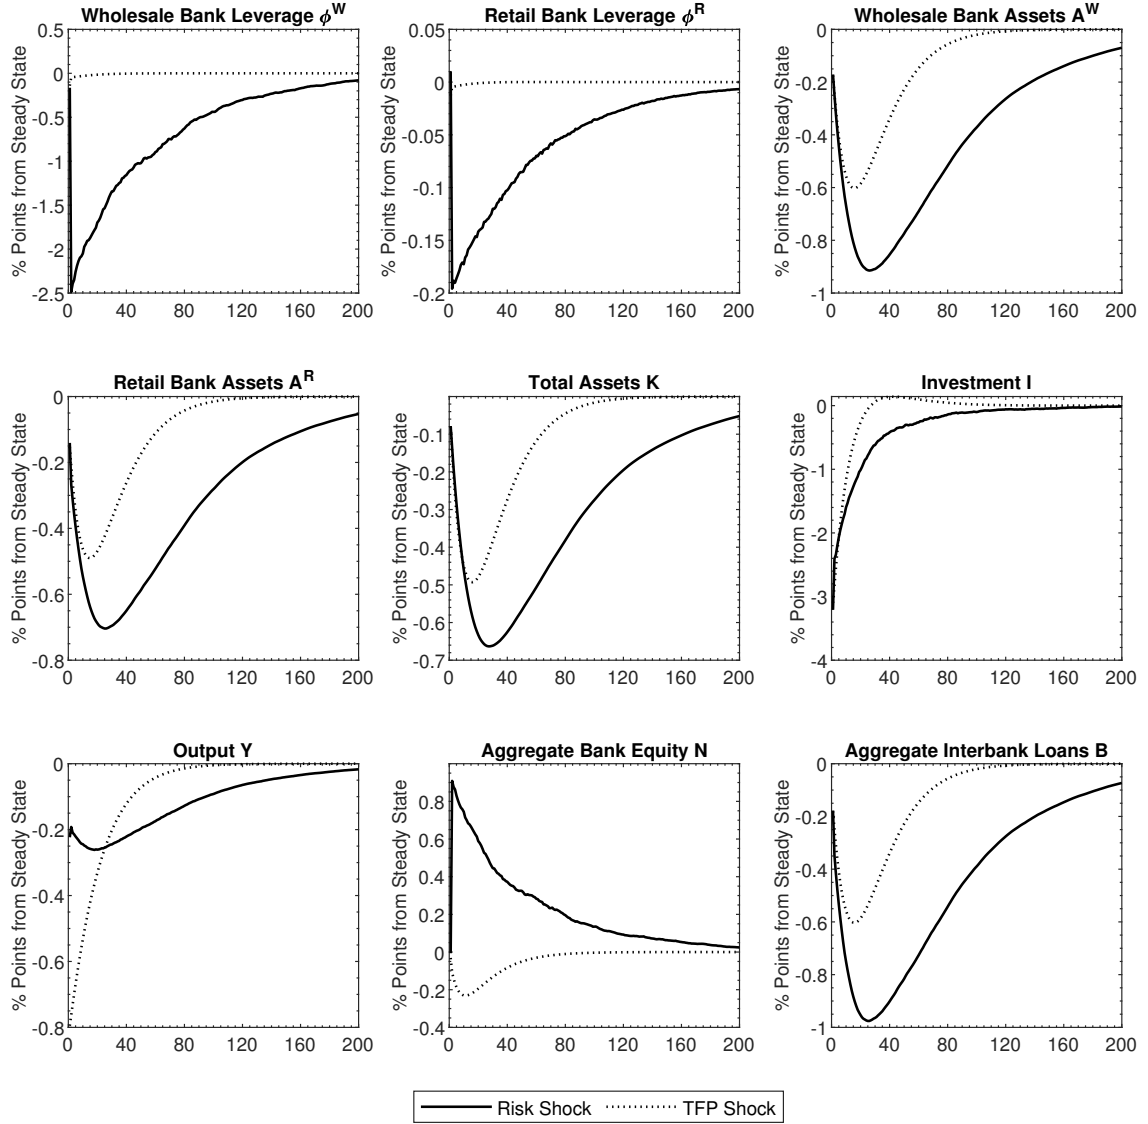 Wholesale Bank Leverage ϕ^W
% Points from Steady State
0.5
0
-0.5
-1
-1.5
-2
-2.5
0 40 80 120 160 200
Retail Bank Leverage ϕ^R
% Points from Steady State
0.05
0
-0.05
-0.1
-0.15
-0.2
0 40 80 120 160 200
Wholesale Bank Assets A^W
% Points from Steady State
0
-0.2
-0.4
-0.6
-0.8
-1
0 40 80 120 160 200
Retail Bank Assets A^R
% Points from Steady State
0
-0.2
-0.4
-0.6
-0.8
0 40 80 120 160 200
Total Assets K
% Points from Steady State
-0.1
-0.2
-0.3
-0.4
-0.5
-0.6
-0.7
0 40 80 120 160 200
Investment I
% Points from Steady State
0
-1
-2
-3
-4
0 40 80 120 160 200
Output Y
% Points from Steady State
0
-0.2
-0.4
-0.6
-0.8
0 40 80 120 160 200
Aggregate Bank Equity N
% Points from Steady State
0.8
0.6
0.4
0.2
0
-0.2
-0.4
0 40 80 120 160 200
Aggregate Interbank Loans B
% Points from Steady State
0
-0.2
-0.4
-0.6
-0.8
-1
0 40 80 120 160 200
Risk Shock TFP Shock